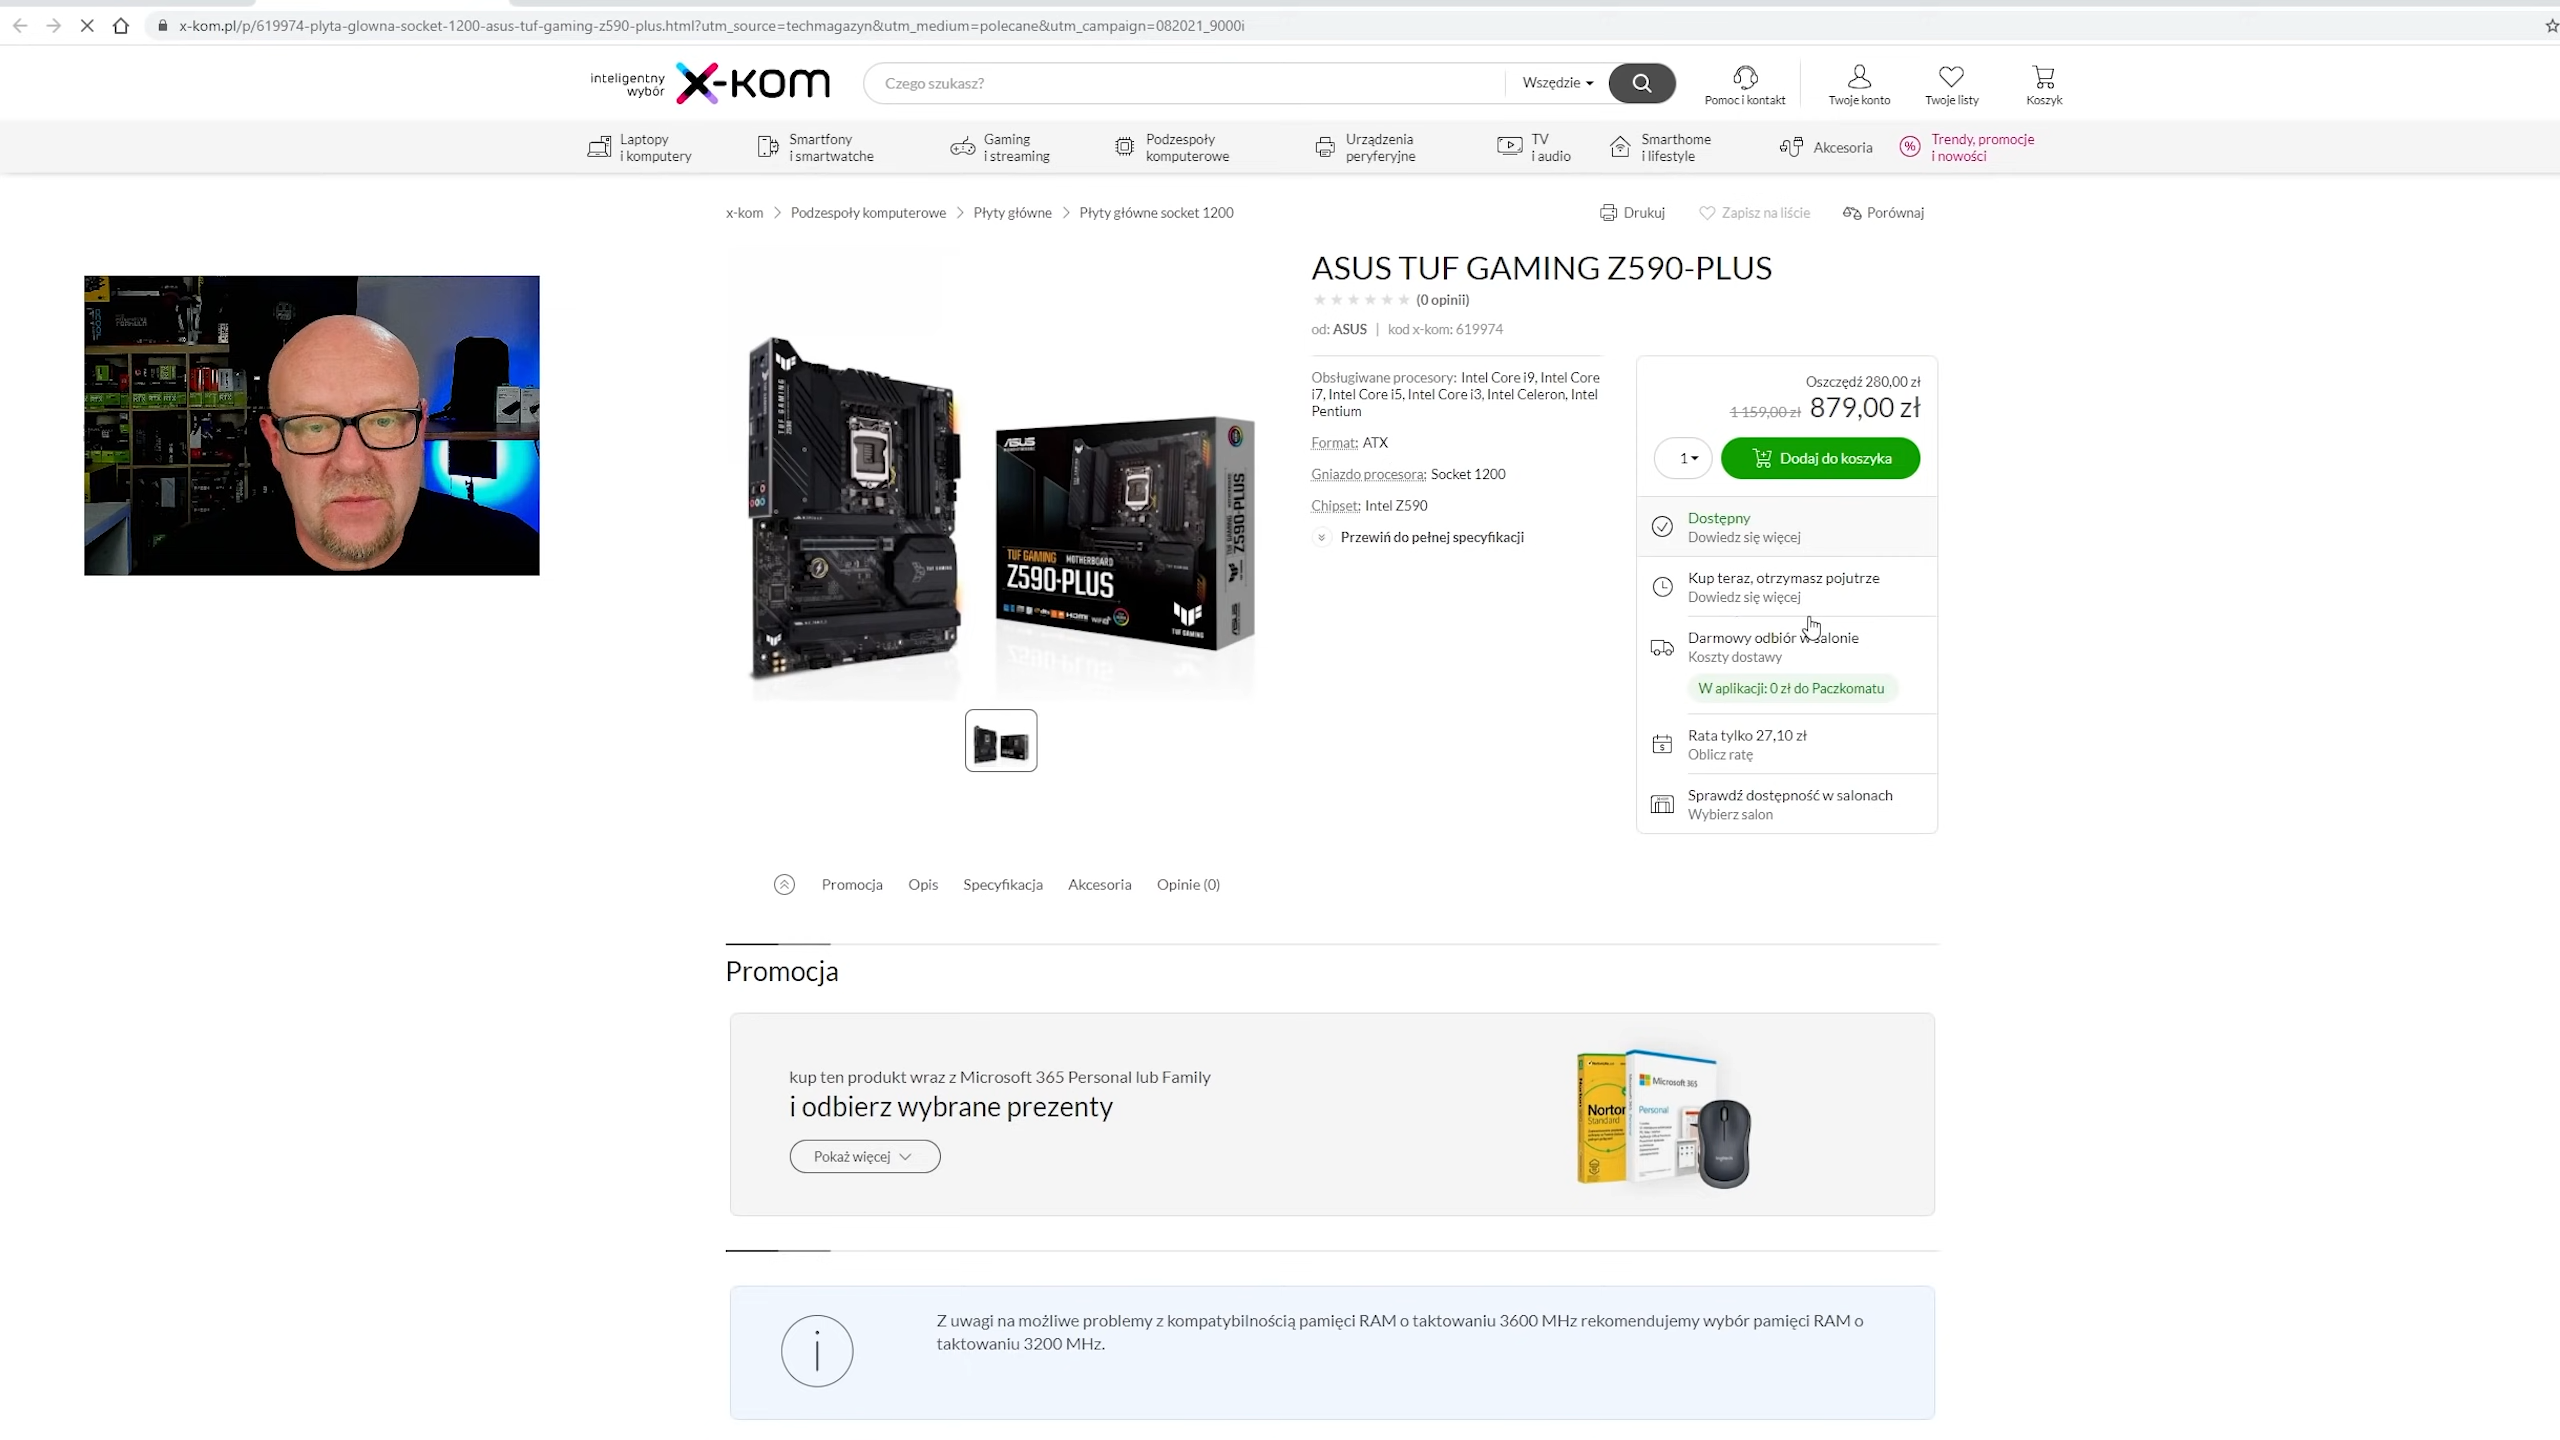 x-kom.pl/p/619974-plyta-glowna-socket-1200-asus-tuf-gaming-z590-plus.html?utm_source=techmagazyn&utm_medium=polecane&utm_campaign=082021_9000i
inteligentny
wybór
x-kom
Czego szukasz?
Wszędzie
Pomoc i kontakt
Twoje konto
Twoje listy
Koszyk
Laptopy
i komputery
Smartfony
i smartwatche
Gaming
i streaming
Podzespoły
komputerowe
Urządzenia
peryferyjne
TV
i audio
Smarthome
i lifestyle
Akcesoria
Trendy, promocje
i nowości
x-kom > Podzespoły komputerowe > Płyty główne > Płyty główne socket 1200
Drukuj
Zapisz na liście
Porównaj
ASUS TUF GAMING Z590-PLUS
(0 opinii)
od: ASUS | kod x-kom: 619974
Obsługiwane procesory: Intel Core i9, Intel Core
i7, Intel Core i5, Intel Core i3, Intel Celeron, Intel
Pentium
Format: ATX
Gniazdo procesora: Socket 1200
Chipset: Intel Z590
Przewiń do pełnej specyfikacji
Oszczędź 280,00 zł
1 159,00 zł 879,00 zł
1
Dodaj do koszyka
Dostępny
Dowiedz się więcej
Kup teraz, otrzymasz pojutrze
Dowiedz się więcej
Darmowy odbiór w salonie
Koszty dostawy
W aplikacji: 0 zł do Paczkomatu
Rata tylko 27,10 zł
Oblicz ratę
Sprawdź dostępność w salonach
Wybierz salon
ASUS
TUF GAMING MOTHERBOARD
Z590-PLUS
HDMI
TUF GAMING
Z590-PLUS
ASUS
Promocja
Opis
Specyfikacja
Akcesoria
Opinie (0)
Promocja
kup ten produkt wraz z Microsoft 365 Personal lub Family
i odbierz wybrane prezenty
Pokaż więcej
Norton
Standard
Microsoft 365
Personal
logitech
Z uwagi na możliwe problemy z kompatybilnością pamięci RAM o taktowaniu 3600 MHz rekomendujemy wybór pamięci RAM o
taktowaniu 3200 MHz.